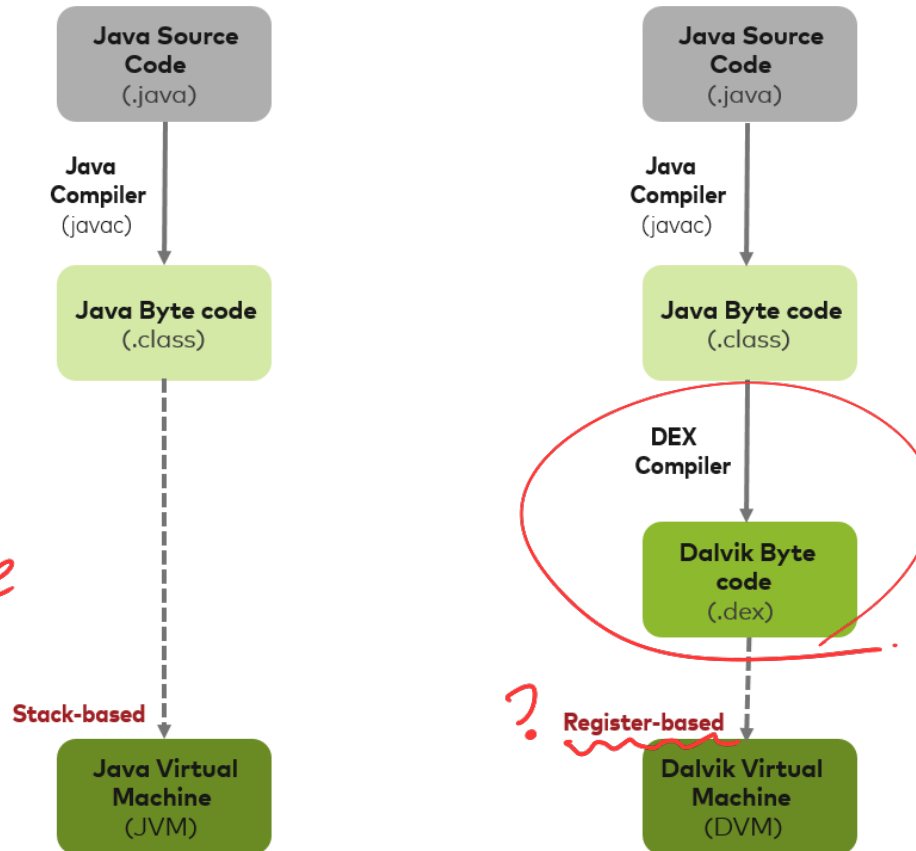 Java Source
Code
(.java)
Java
Compiler
(javac)
Java Byte code
(.class)
Stack-based
Java Virtual
Machine
(JVM)
Java Source
Code
(.java)
Java
Compiler
(javac)
Java Byte code
(.class)
DEX
Compiler
Dalvik Byte
code
(.dex)
?
Register-based
Dalvik Virtual
Machine
(DVM)